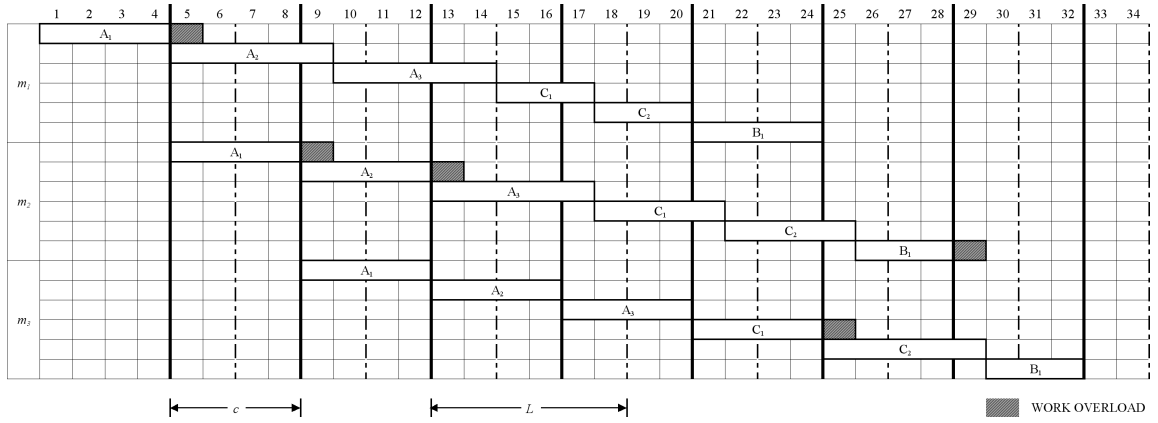 1 2 3 4 5 6 7 8 9 10 11 12 13 14 15 16 17 18 19 20 21 22 23 24 25 26 27 28 29 30 31 32 33 34
A₁
A₂
m₁ A₃
C₁
C₂
B₁
A₁
A₂
m₂ A₃
C₁
C₂
B₁
A₁
A₂
m₃ A₃
C₁
C₂
B₁
c L WORK OVERLOAD